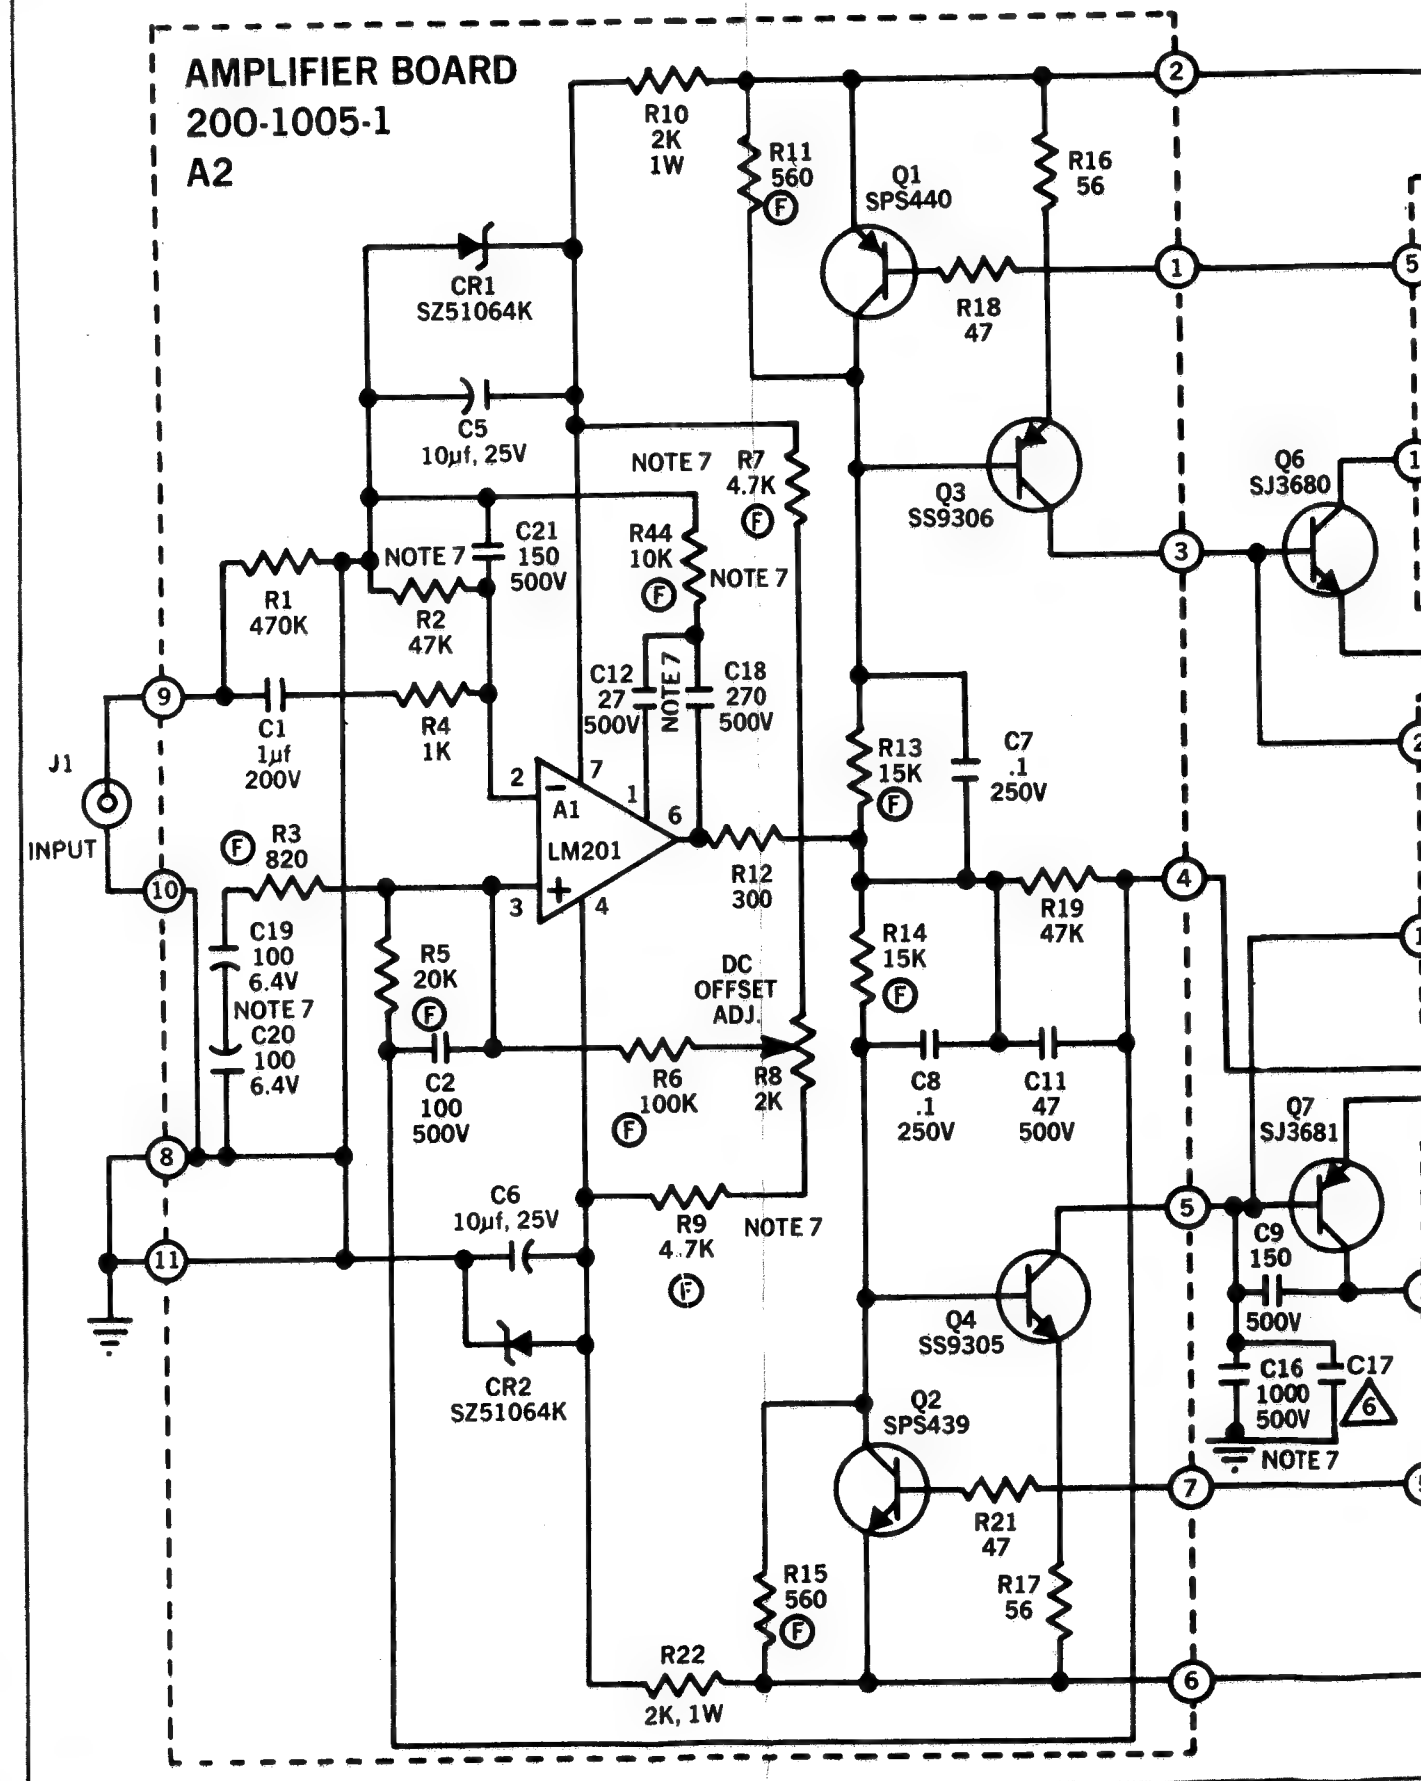 AMPLIFIER BOARD
200-1005-1
A2
R10
2K
1W
2
R11
560
F
Q1
SPS440
R16
56
CR1
SZ51064K
R18
47
1
5
C5
10µf, 25V
NOTE 7
R7
4.7K
F
Q3
SS9306
Q6
SJ3680
1
NOTE 7
C21
150
500V
R44
10K
F
NOTE 7
3
R1
470K
R2
47K
9
C1
1µf
200V
R4
1K
C12
27
500V
NOTE 7
C18
270
500V
R13
15K
F
C7
.1
250V
2
J1
INPUT
2
7
1
6
− A1
LM201
+
3
4
F
R3
820
R12
300
10
R19
47K
4
C19
100
6.4V
NOTE 7
C20
100
6.4V
R5
20K
F
DC
OFFSET
ADJ.
R14
15K
F
1
C2
100
500V
R6
100K
F
R8
2K
C8
.1
250V
C11
47
500V
Q7
SJ3681
8
C6
10µf, 25V
R9
4.7K
F
NOTE 7
5
C9
150
500V
11
CR2
SZ51064K
Q4
SS9305
C16
1000
500V
C17
6
NOTE 7
Q2
SPS439
R21
47
7
R15
560
F
R17
56
R22
2K, 1W
6